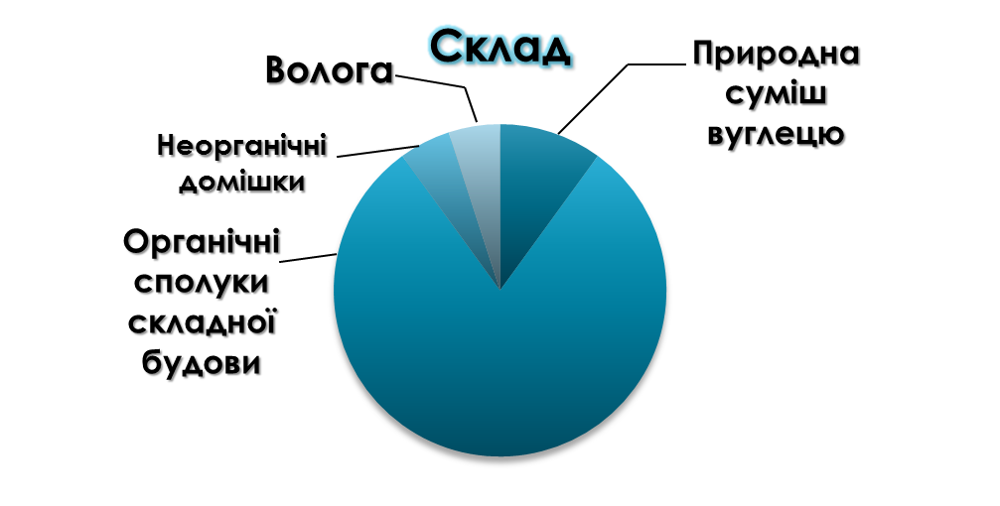 Склад
Волога
Природна
суміш
вуглецю
Неорганічні
домішки
Органічні
сполуки
складної
будови